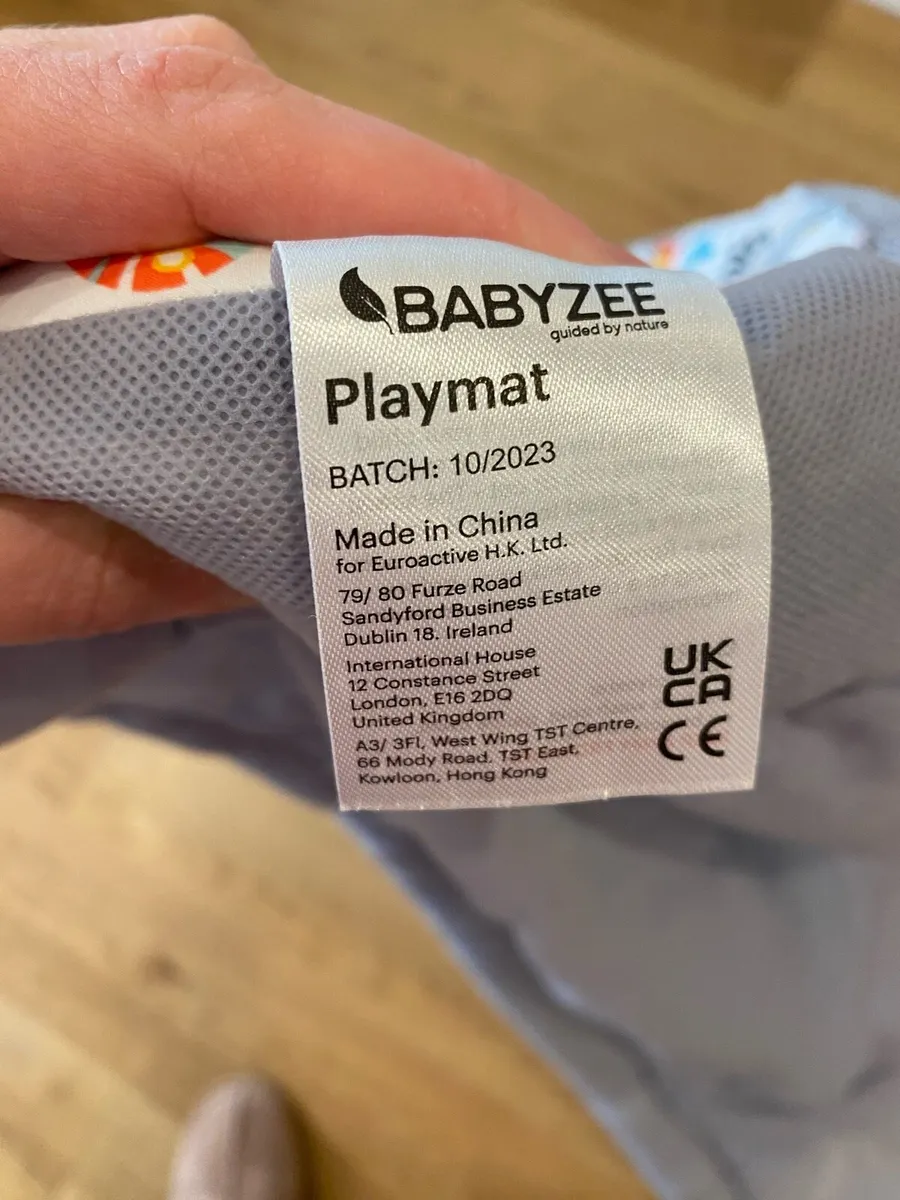 BABYZEE
guided by nature
Playmat
BATCH: 10/2023
Made in China
for Euroactive H.K. Ltd.
79/ 80 Furze Road
Sandyford Business Estate
Dublin 18. Ireland
International House
12 Constance Street
London, E16 2DQ
United Kingdom
A3/ 3Fl, West Wing TST Centre,
66 Mody Road, TST East,
Kowloon, Hong Kong
UK
CA
CE